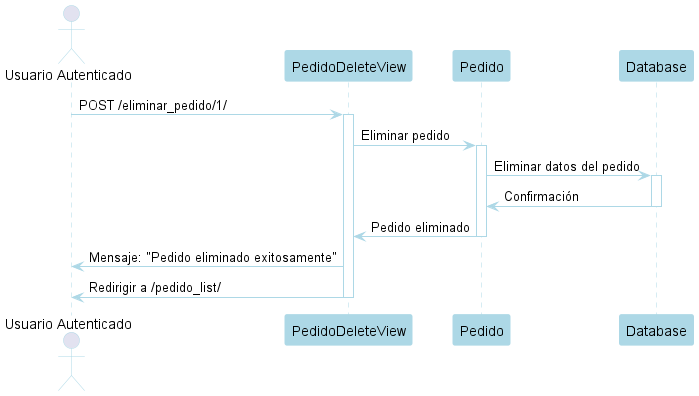 Usuario Autenticado
PedidoDeleteView
Pedido
Database
POST /eliminar_pedido/1/
Eliminar pedido
Eliminar datos del pedido
Confirmación
Pedido eliminado
Mensaje: "Pedido eliminado exitosamente"
Redirigir a /pedido_list/
Usuario Autenticado
PedidoDeleteView
Pedido
Database